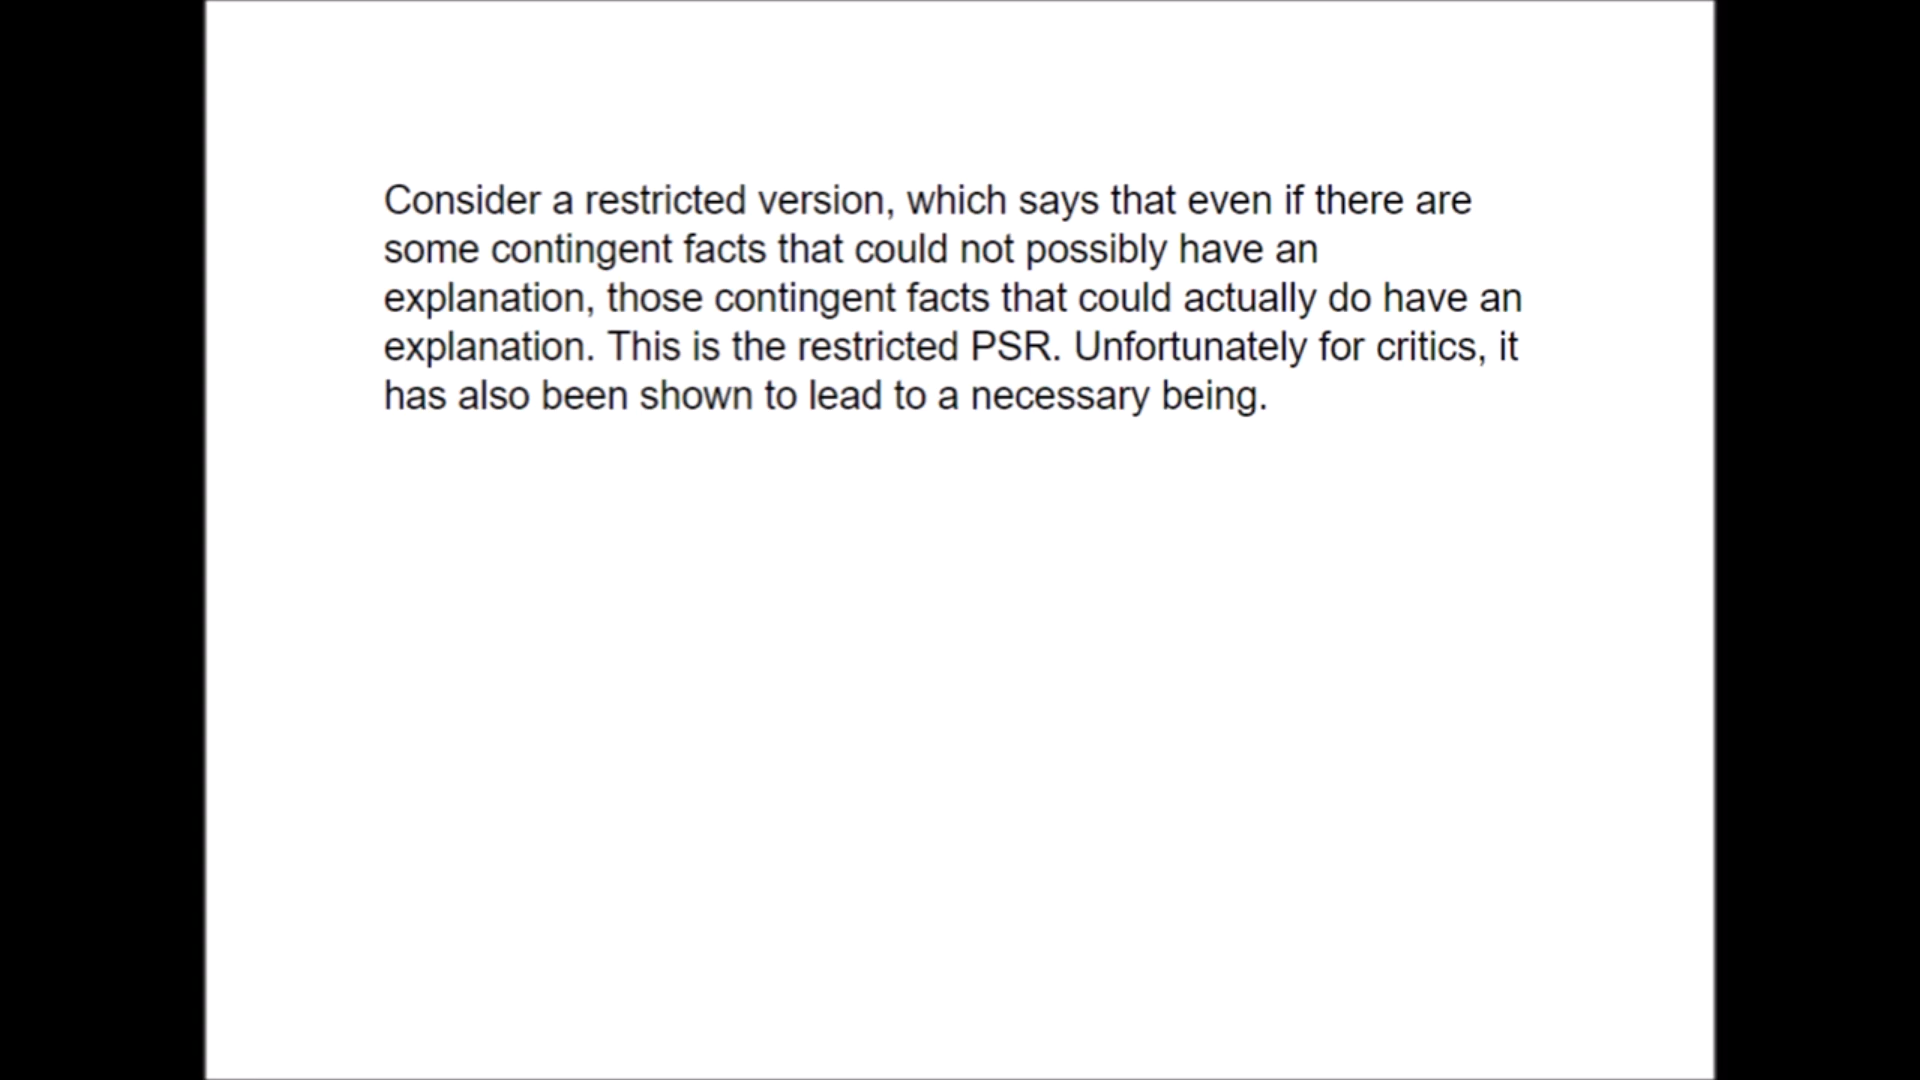 Consider a restricted version, which says that even if there are
some contingent facts that could not possibly have an
explanation, those contingent facts that could actually do have an
explanation. This is the restricted PSR. Unfortunately for critics, it
has also been shown to lead to a necessary being.